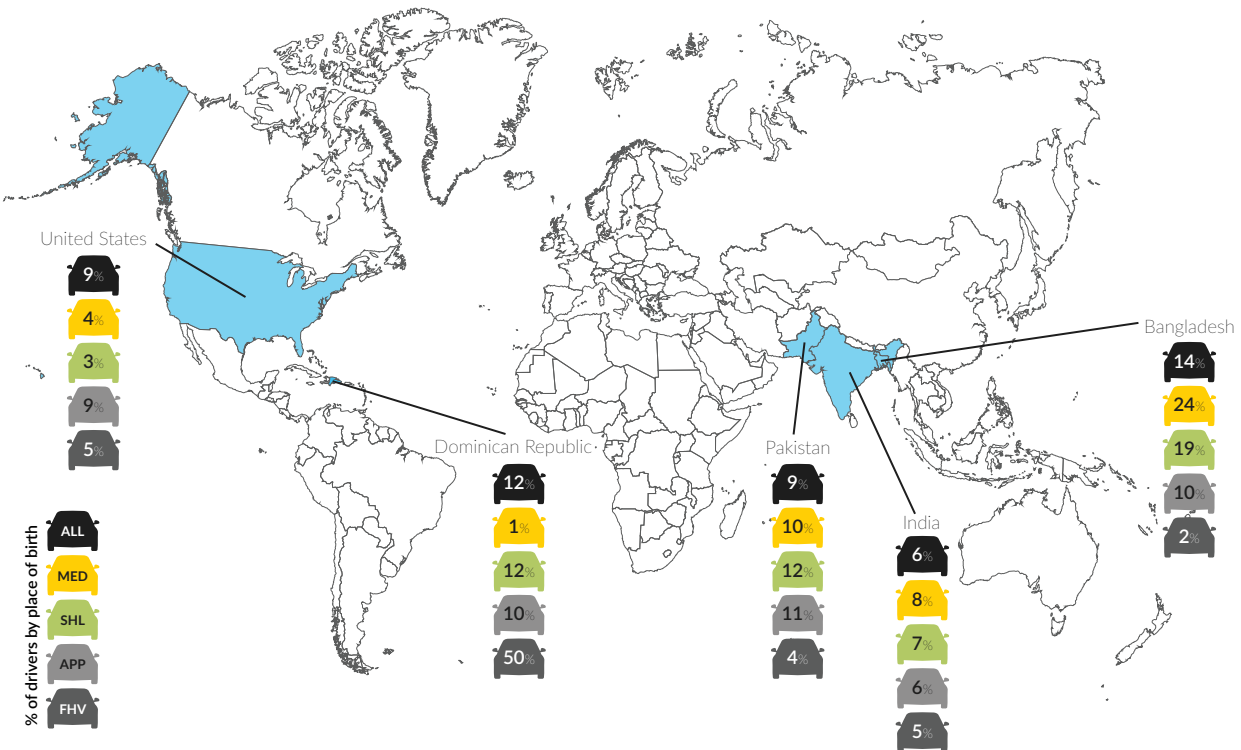 United States
9%
4%
3%
9%
5%
Dominican Republic
12%
1%
12%
10%
50%
Pakistan
9%
10%
12%
11%
4%
India
6%
8%
7%
6%
5%
Bangladesh
14%
24%
19%
10%
2%
% of drivers by place of birth
ALL
MED
SHL
APP
FHV